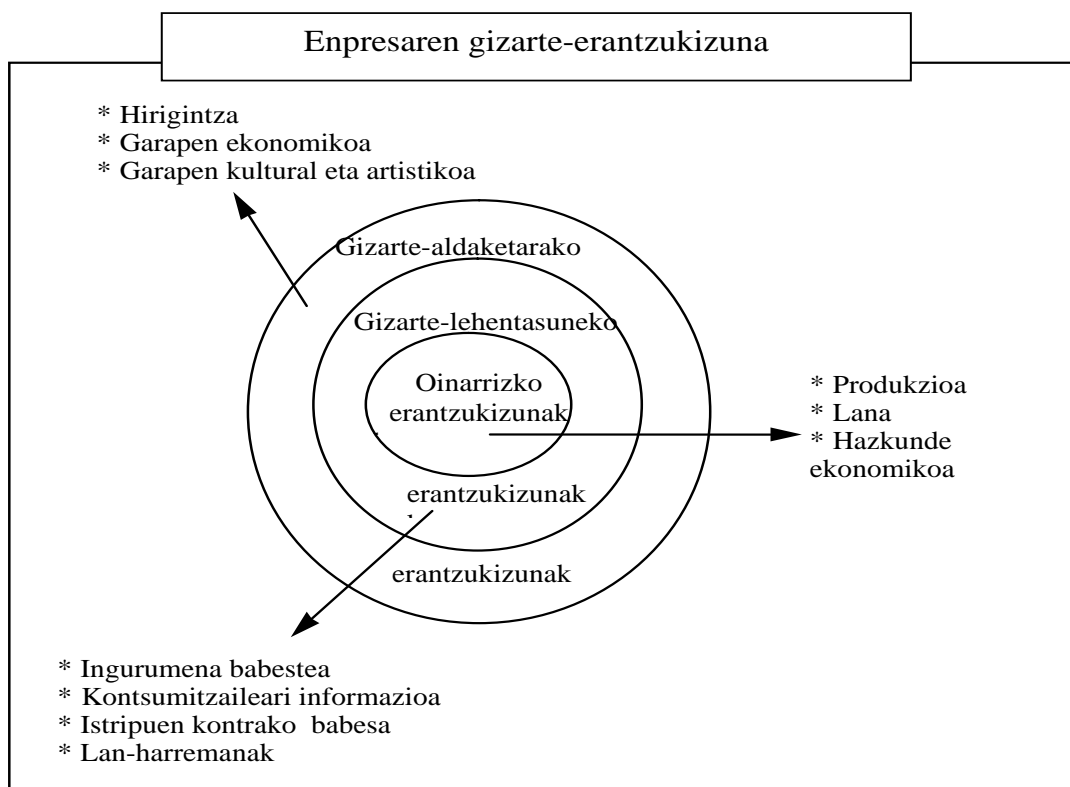 Enpresaren gizarte-erantzukizuna
* Hirigintza
* Garapen ekonomikoa
* Garapen kultural eta artistikoa
Gizarte-aldaketarako
Gizarte-lehentasuneko
Oinarrizko
erantzukizunak
* Produkzioa
* Lana
* Hazkunde
ekonomikoa
erantzukizunak
erantzukizunak
* Ingurumena babestea
* Kontsumitzaileari informazioa
* Istripuen kontrako babesa
* Lan-harremanak